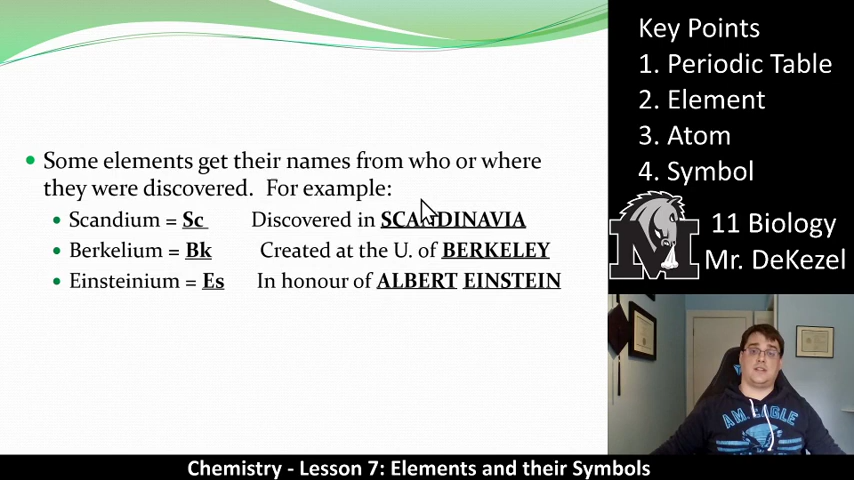 Some elements get their names from who or where
they were discovered. For example:
Scandium = Sc Discovered in SCANDINAVIA
Berkelium = Bk Created at the U. of BERKELEY
Einsteinium = Es In honour of ALBERT EINSTEIN
Key Points
1. Periodic Table
2. Element
3. Atom
4. Symbol
M
11 Biology
Mr. DeKezel
AM. EAGLE
Chemistry - Lesson 7: Elements and their Symbols